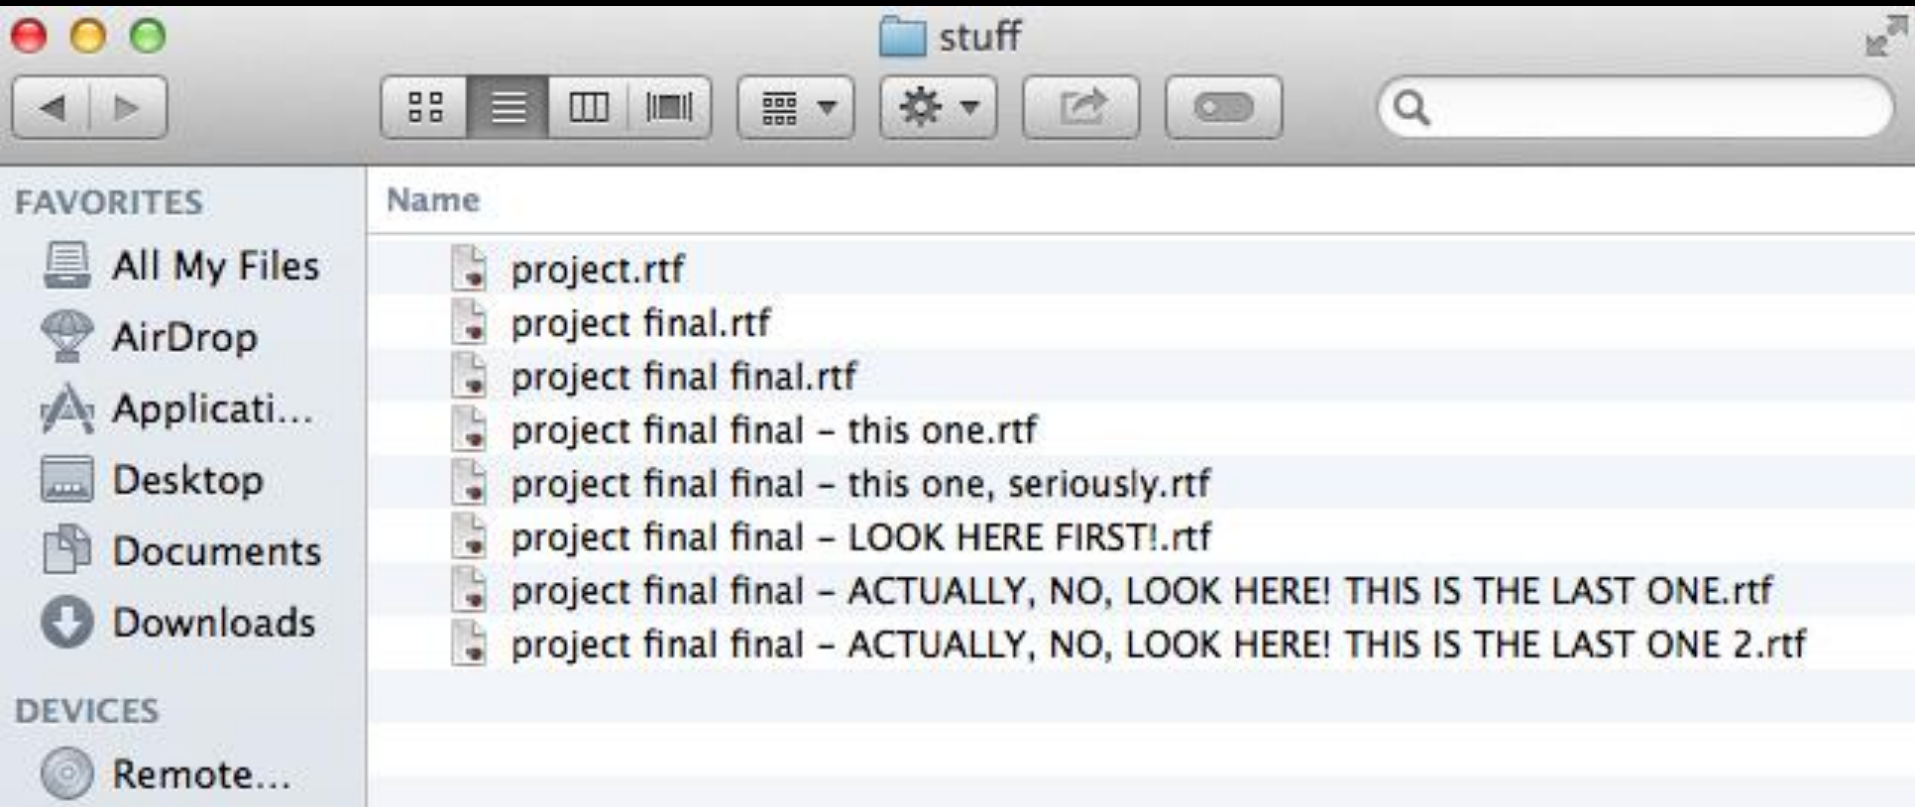 stuff
FAVORITES
All My Files
AirDrop
Applicati...
Desktop
Documents
Downloads
DEVICES
Remote...
Name
project.rtf
project final.rtf
project final final.rtf
project final final – this one.rtf
project final final – this one, seriously.rtf
project final final – LOOK HERE FIRST!.rtf
project final final – ACTUALLY, NO, LOOK HERE! THIS IS THE LAST ONE.rtf
project final final – ACTUALLY, NO, LOOK HERE! THIS IS THE LAST ONE 2.rtf